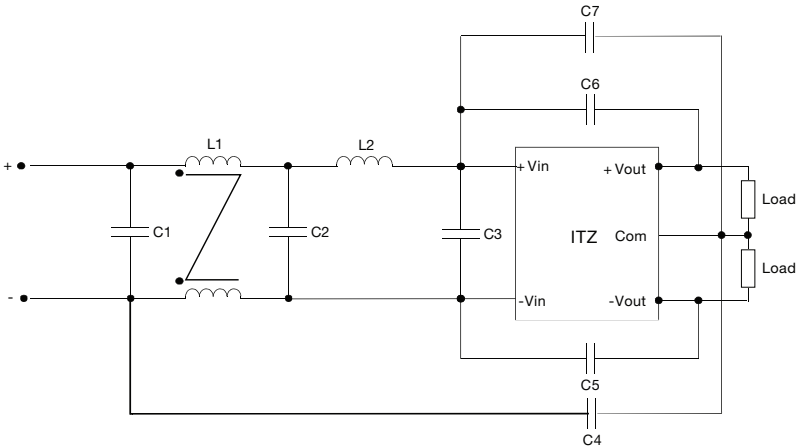 C7
C6
L1
L2
+
+Vin
+Vout
Load
C1
C2
C3
ITZ
Com
Load
-
-Vin
-Vout
C5
C4